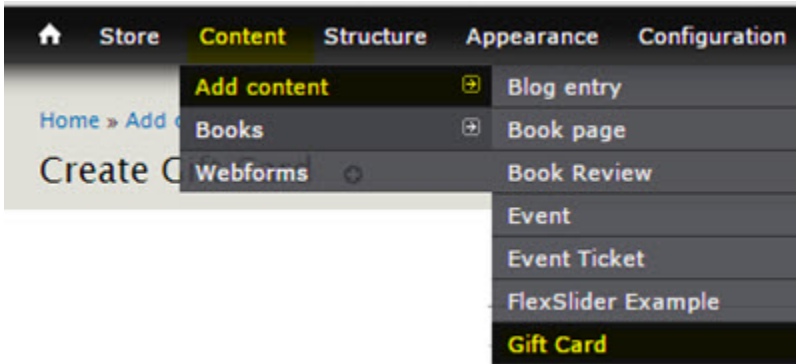 Store Content Structure Appearance Configuration
Add content Blog entry
Home » Add
Books Book page
Create G
Webforms Book Review
Event
Event Ticket
FlexSlider Example
Gift Card